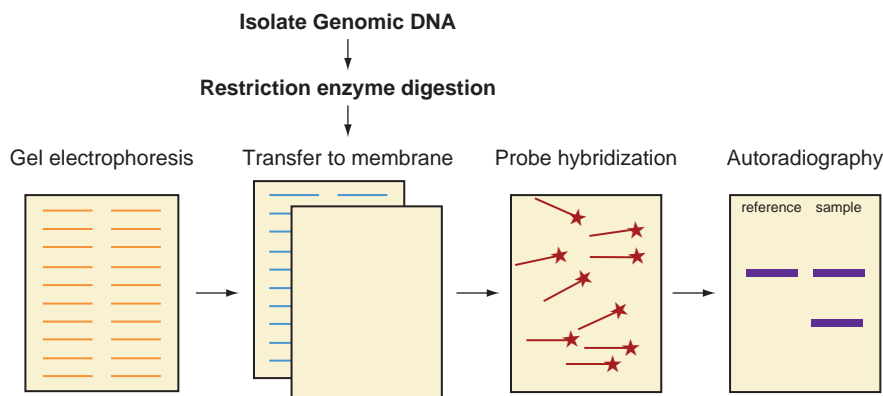 Isolate Genomic DNA
Restriction enzyme digestion
Gel electrophoresis
Transfer to membrane
Probe hybridization
Autoradiography
reference
sample